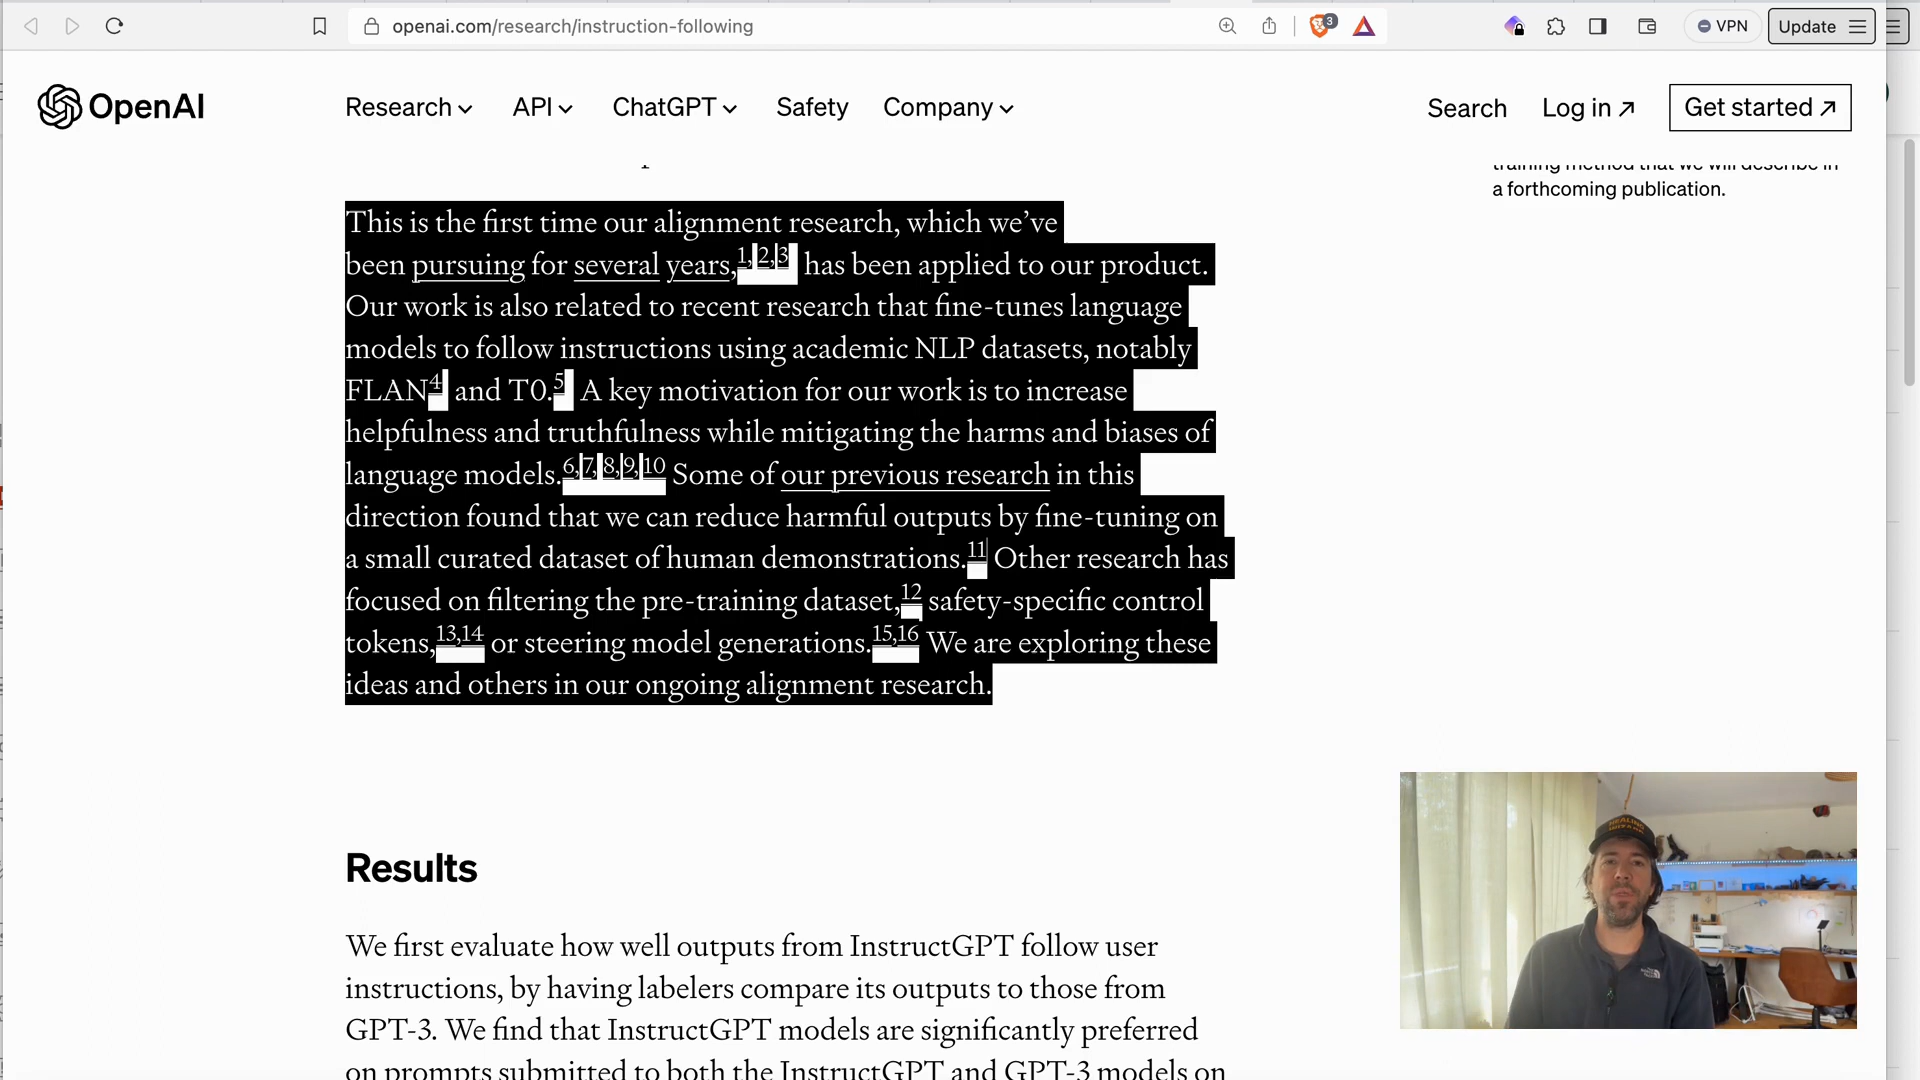 openai.com/research/instruction-following
3
VPN
Update
OpenAI
Research
API
ChatGPT
Safety
Company
Search
Log in ↗
Get started ↗
training method that we will describe in
a forthcoming publication.
This is the first time our alignment research, which we’ve
been pursuing for several years,1,2,3 has been applied to our product.
Our work is also related to recent research that fine-tunes language
models to follow instructions using academic NLP datasets, notably
FLAN4 and T0.5 A key motivation for our work is to increase
helpfulness and truthfulness while mitigating the harms and biases of
language models.6,7,8,9,10 Some of our previous research in this
direction found that we can reduce harmful outputs by fine-tuning on
a small curated dataset of human demonstrations.11 Other research has
focused on filtering the pre-training dataset,12 safety-specific control
tokens,13,14 or steering model generations.15,16 We are exploring these
ideas and others in our ongoing alignment research.
Results
We first evaluate how well outputs from InstructGPT follow user
instructions, by having labelers compare its outputs to those from
GPT-3. We find that InstructGPT models are significantly preferred
on prompts submitted to both the InstructGPT and GPT-3 models on
HEALING